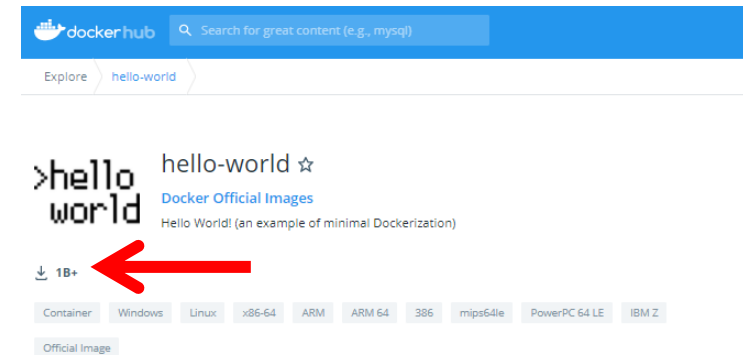 dockerhub Search for great content (e.g., mysql)
Explore hello-world
>hello
world
hello-world
Docker Official Images
Hello World! (an example of minimal Dockerization)
1B+
Container Windows Linux x86-64 ARM ARM 64 386 mips64le PowerPC 64 LE IBM Z
Official Image